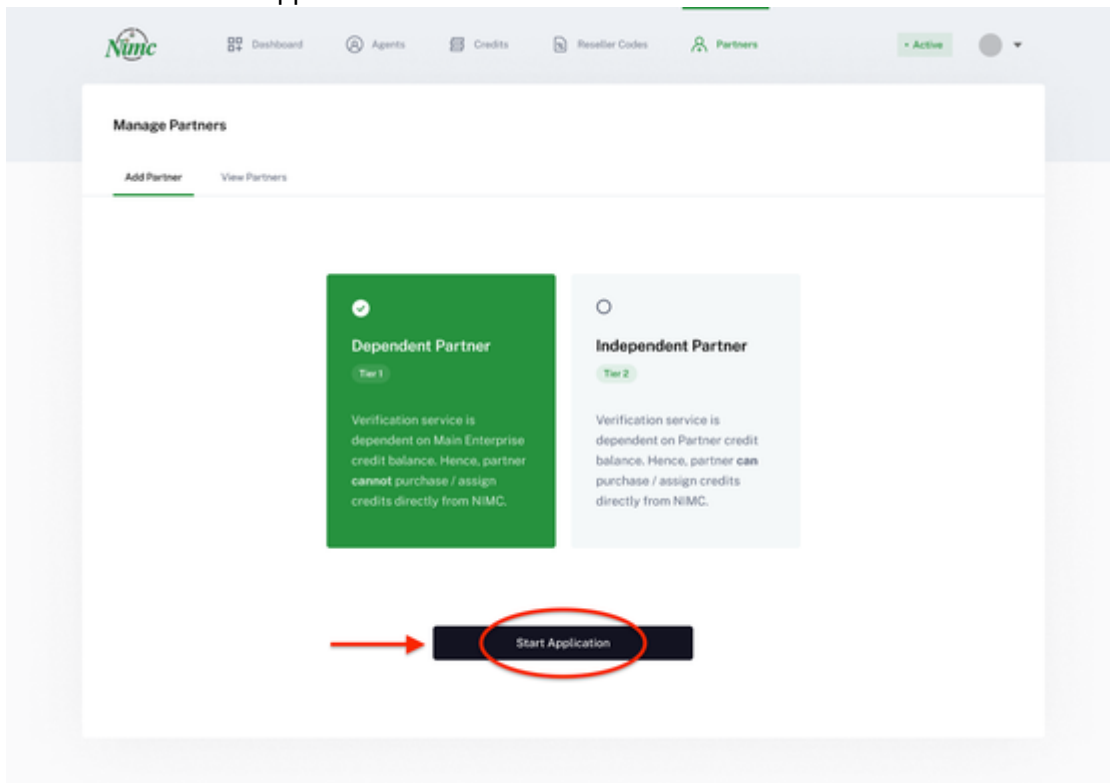 Nimc
Dashboard
Agents
Credits
Reseller Codes
Partners
• Active
Manage Partners
Add Partner
View Partners
Dependent Partner
Tier 1
Verification service is
dependent on Main Enterprise
credit balance. Hence, partner
cannot purchase / assign
credits directly from NIMC.
Independent Partner
Tier 2
Verification service is
dependent on Partner credit
balance. Hence, partner can
purchase / assign credits
directly from NIMC.
Start Application